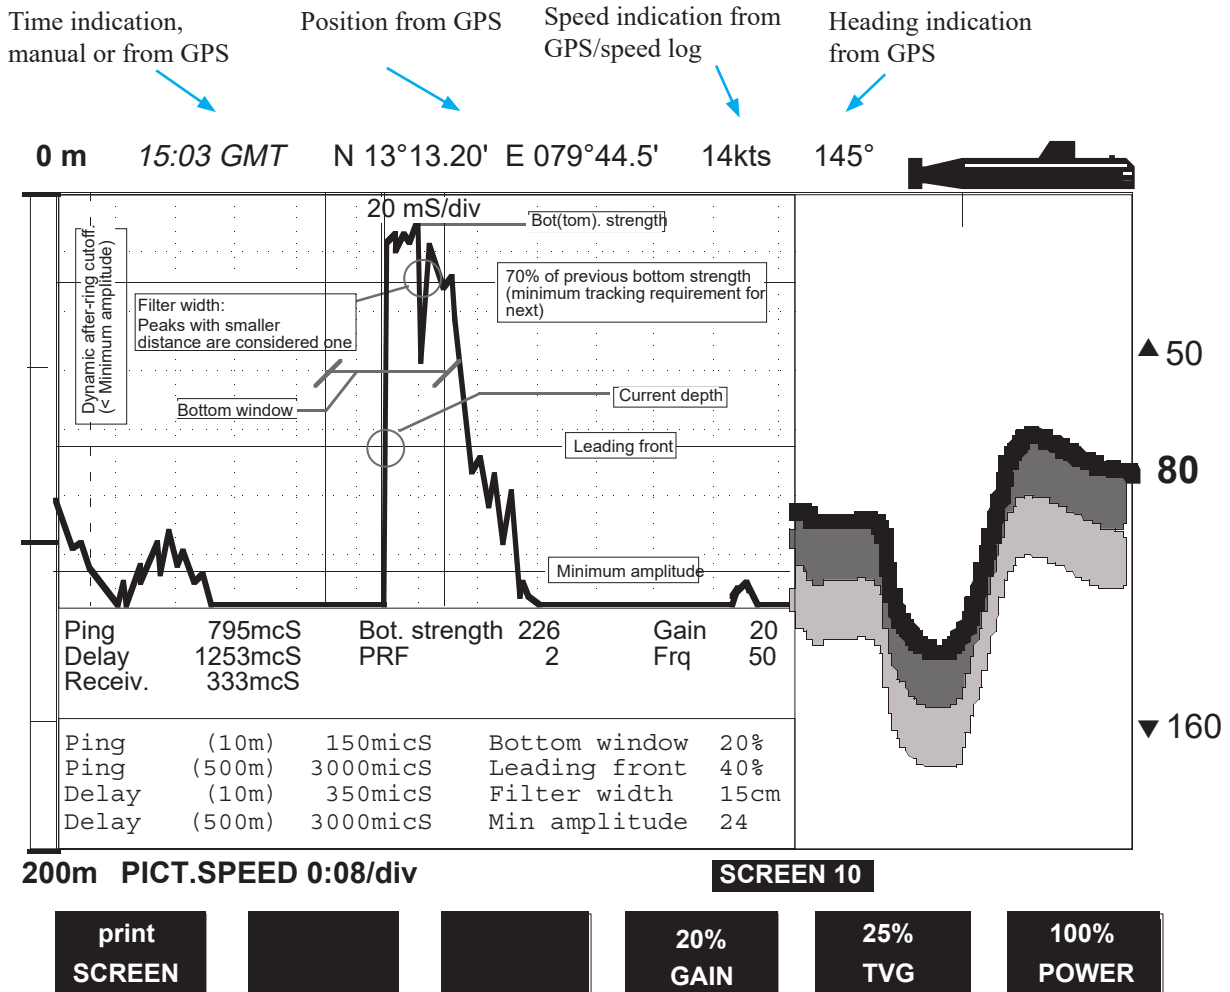 Time indication,
manual or from GPS
Position from GPS
Speed indication from
GPS/speed log
Heading indication
from GPS
0 m 15:03 GMT N 13°13.20' E 079°44.5' 14kts 145°
20 mS/div
Bot(tom). strength
Dynamic after-ring cutoff.
(< Minimum amplitude)
70% of previous bottom strength
(minimum tracking requirement for
next)
Filter width:
Peaks with smaller
distance are considered one
▲ 50
Current depth
Bottom window
Leading front
80
Minimum amplitude
Ping 795mcS Bot. strength 226 Gain 20
Delay 1253mcS PRF 2 Frq 50
Receiv. 333mcS
▼ 160
Ping (10m) 150micS Bottom window 20%
Ping (500m) 3000micS Leading front 40%
Delay (10m) 350micS Filter width 15cm
Delay (500m) 3000micS Min amplitude 24
200m PICT.SPEED 0:08/div SCREEN 10
print
SCREEN
20%
GAIN
25%
TVG
100%
POWER